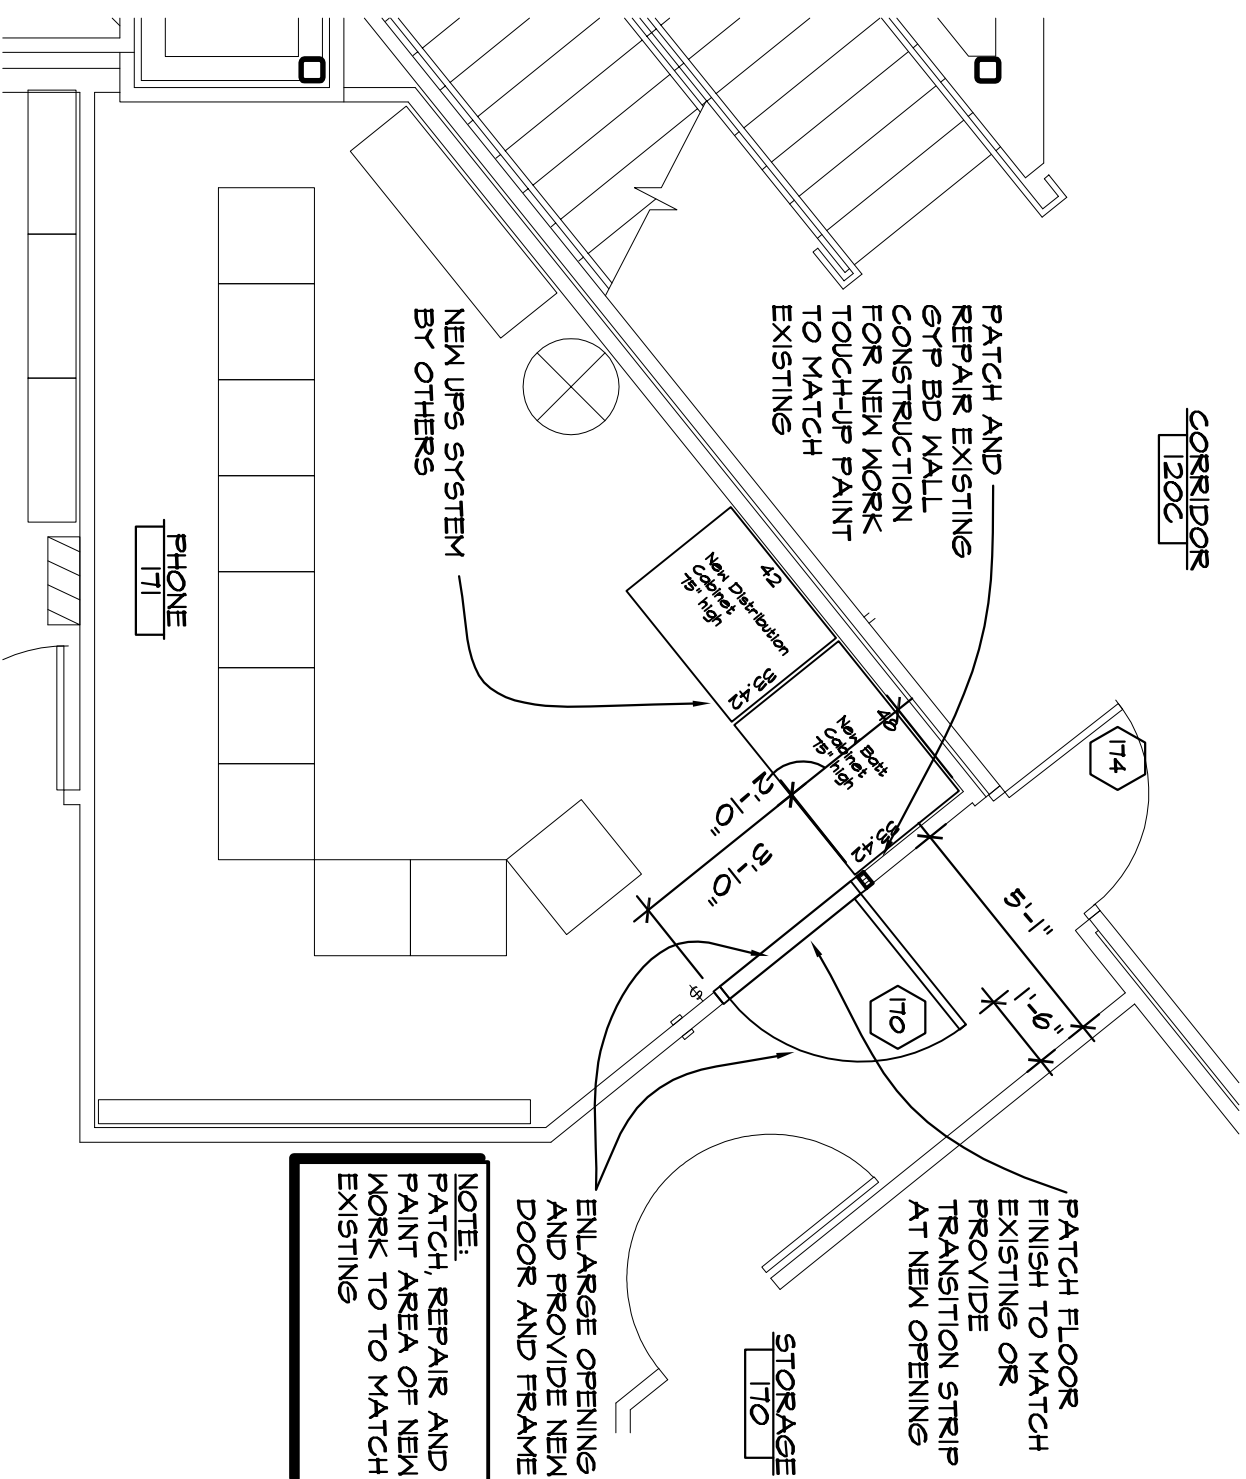 CORRIDOR
120C
PATCH AND
REPAIR EXISTING
GYP BD WALL
CONSTRUCTION
FOR NEW WORK
TOUCH-UP PAINT
TO MATCH
EXISTING
NEW UPS SYSTEM
BY OTHERS
PHONE
171
42
New Distribution
Cabinet
75" high
33.42
48
New Batt
Cabinet
75" high
33.42
174
5'-1"
1'-6"
2'-10"
3'-10"
170
PATCH FLOOR
FINISH TO MATCH
EXISTING OR
PROVIDE
TRANSITION STRIP
AT NEW OPENING
STORAGE
170
ENLARGE OPENING
AND PROVIDE NEW
DOOR AND FRAME
NOTE:
PATCH, REPAIR AND
PAINT AREA OF NEW
WORK TO TO MATCH
EXISTING